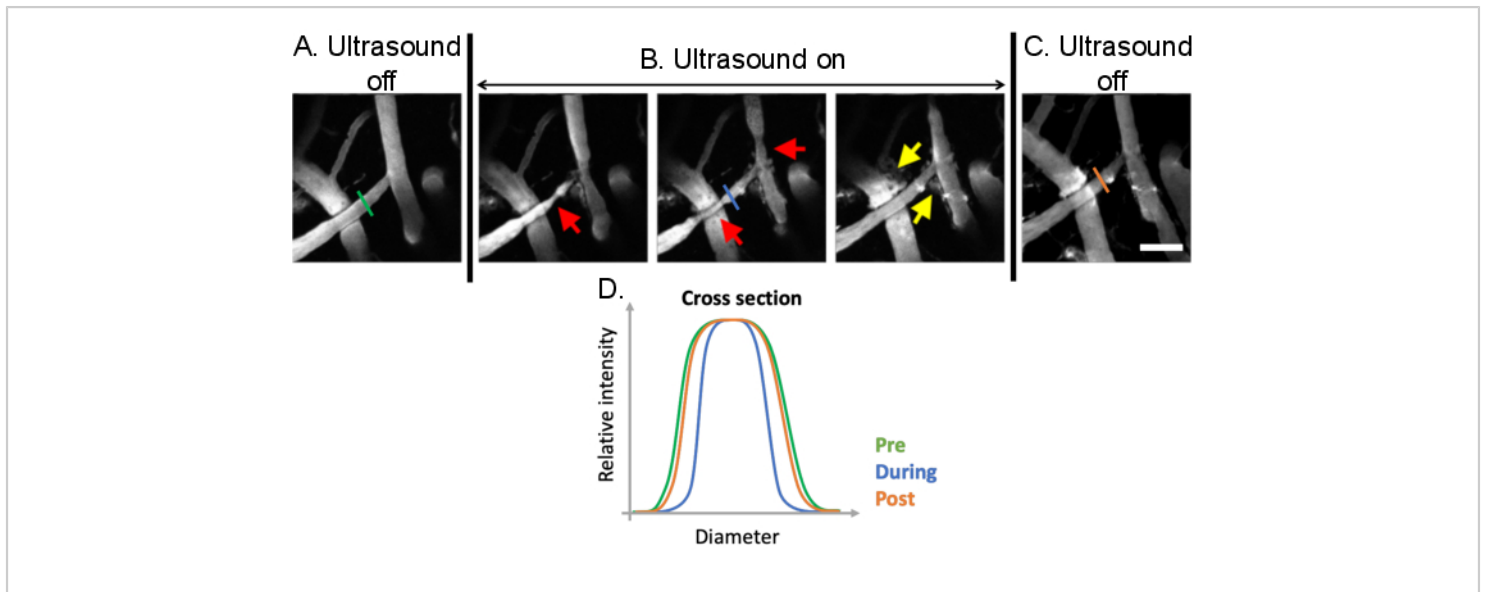 A. Ultrasound
off
B. Ultrasound on
C. Ultrasound
off
D.
Cross section
Relative intensity
Pre
During
Post
Diameter